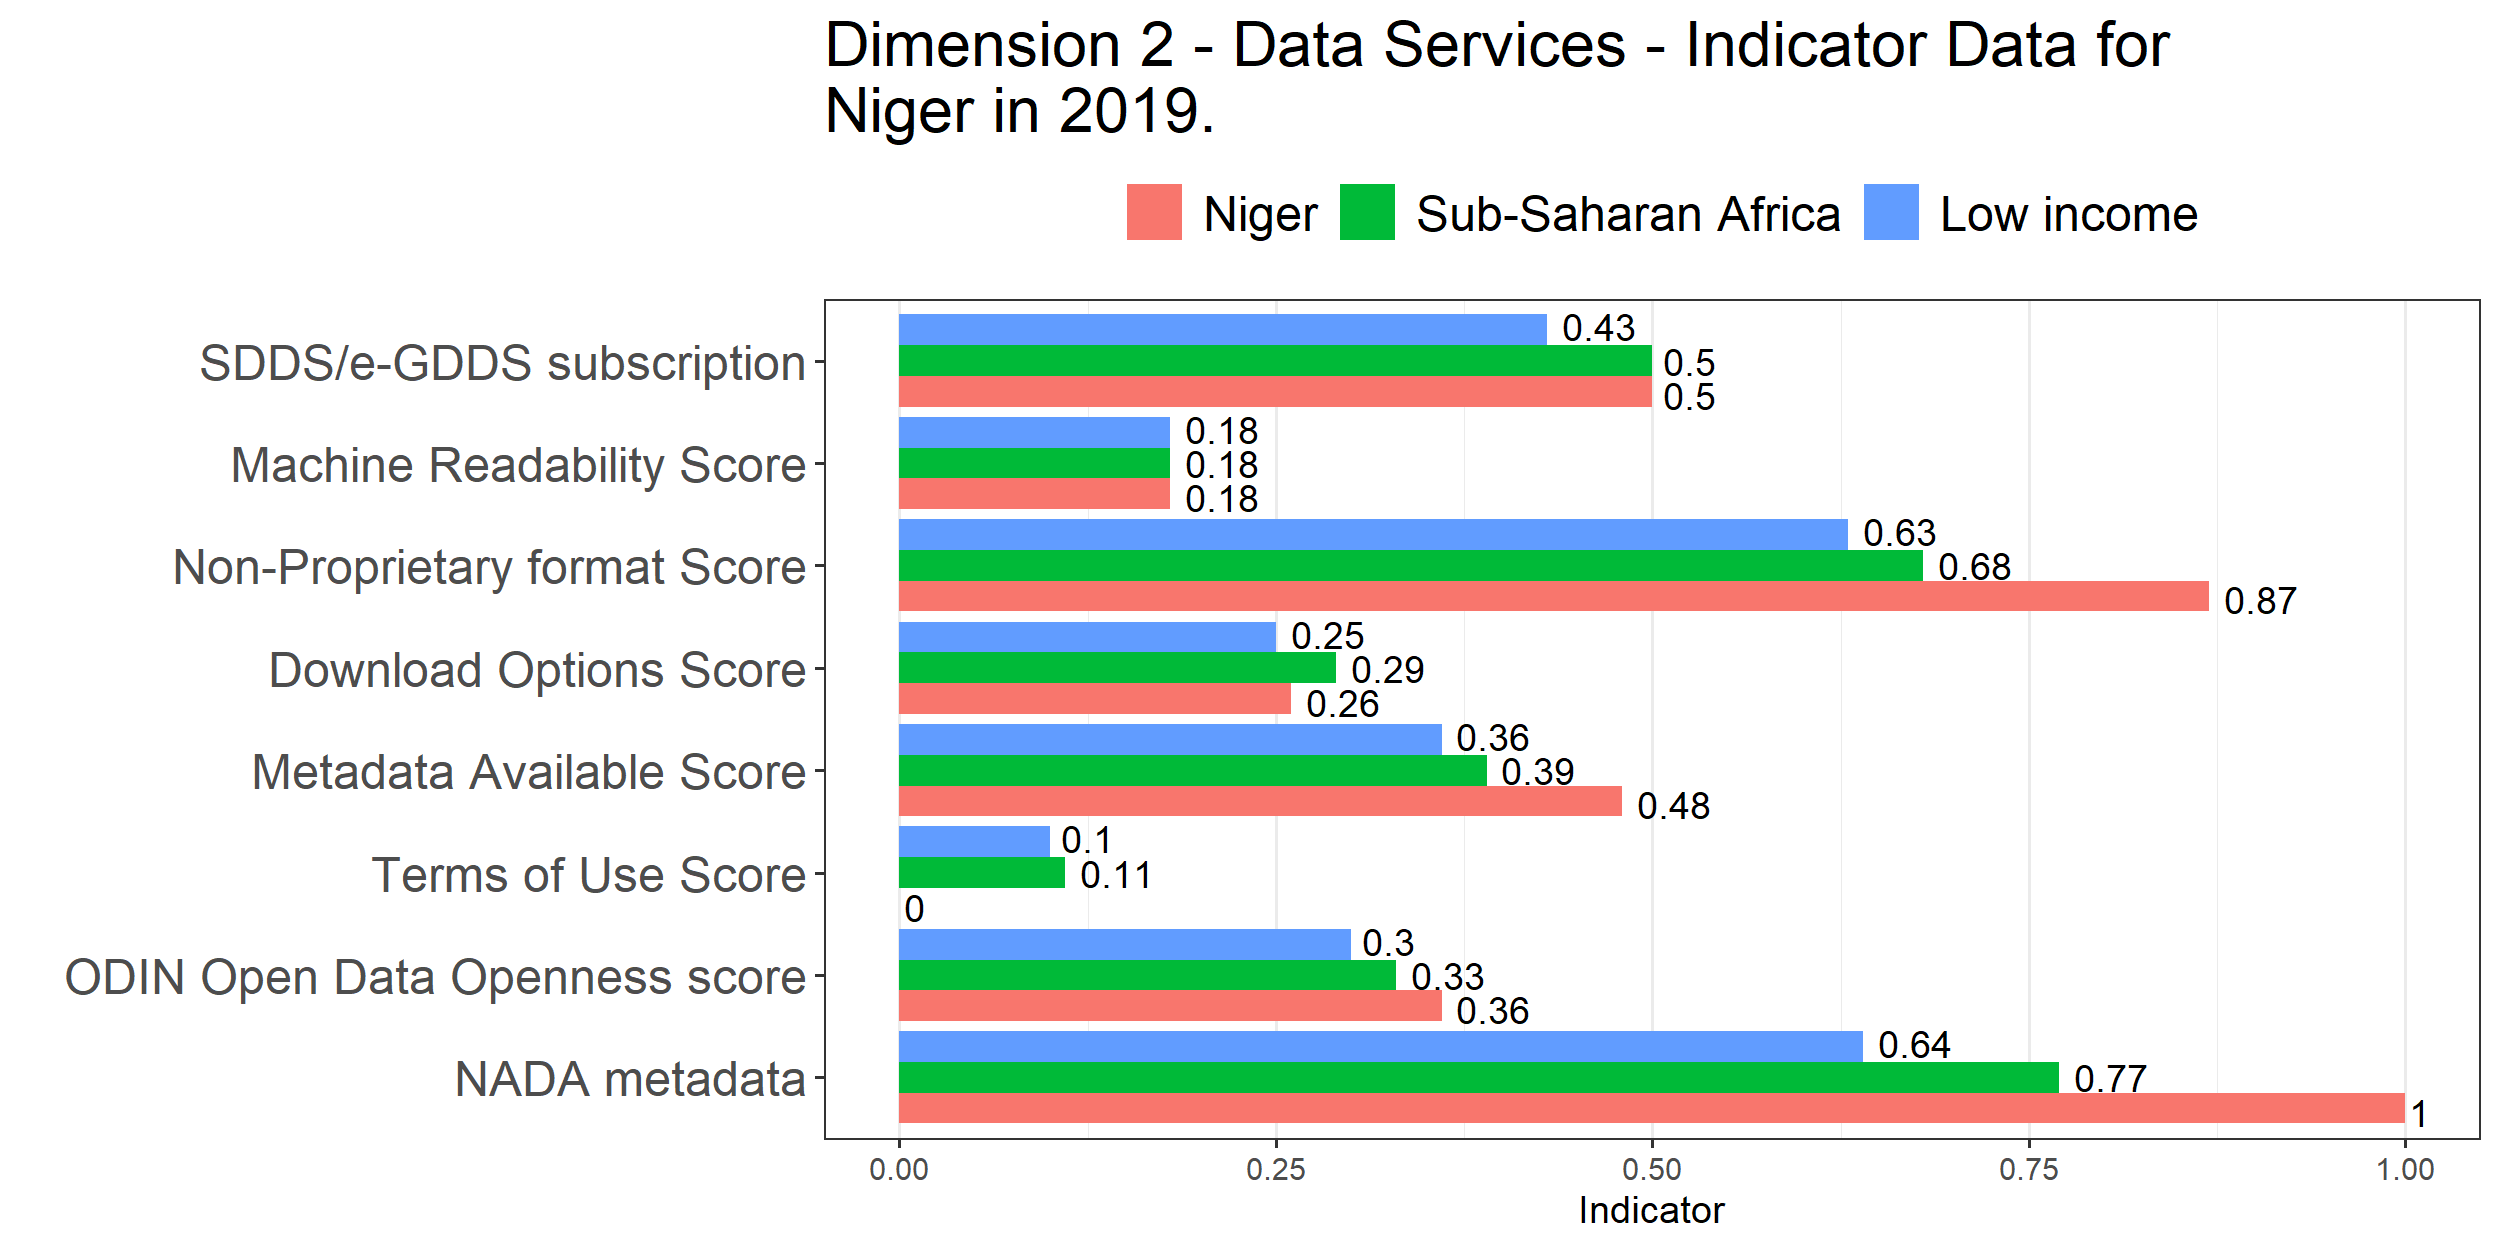 Dimension 2 - Data Services - Indicator Data for
Niger in 2019.
Niger Sub-Saharan Africa Low income
SDDS/e-GDDS subscription
0.43
0.5
0.5
Machine Readability Score
0.18
0.18
0.18
Non-Proprietary format Score
0.63
0.68
0.87
Download Options Score
0.25
0.29
0.26
Metadata Available Score
0.36
0.39
0.48
Terms of Use Score
0.1
0.11
0
ODIN Open Data Openness score
0.3
0.33
0.36
NADA metadata
0.64
0.77
1
0.00 0.25 0.50 0.75 1.00
Indicator